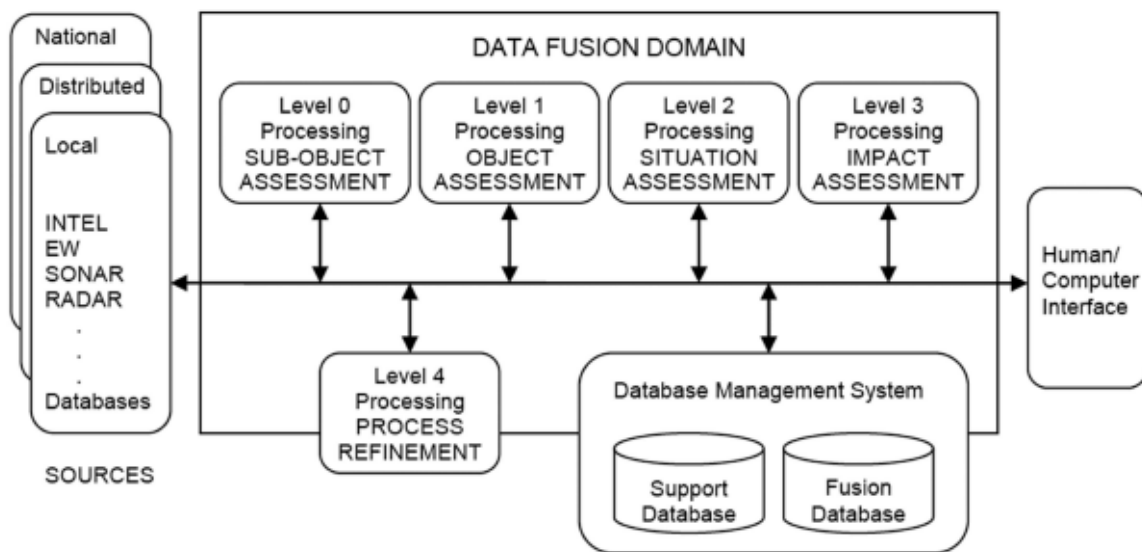 National
Distributed
Local
INTEL
EW
SONAR
RADAR
.
.
.
Databases
SOURCES
DATA FUSION DOMAIN
Level 0
Processing
SUB-OBJECT
ASSESSMENT
Level 1
Processing
OBJECT
ASSESSMENT
Level 2
Processing
SITUATION
ASSESSMENT
Level 3
Processing
IMPACT
ASSESSMENT
Level 4
Processing
PROCESS
REFINEMENT
Database Management System
Support
Database
Fusion
Database
Human/
Computer
Interface